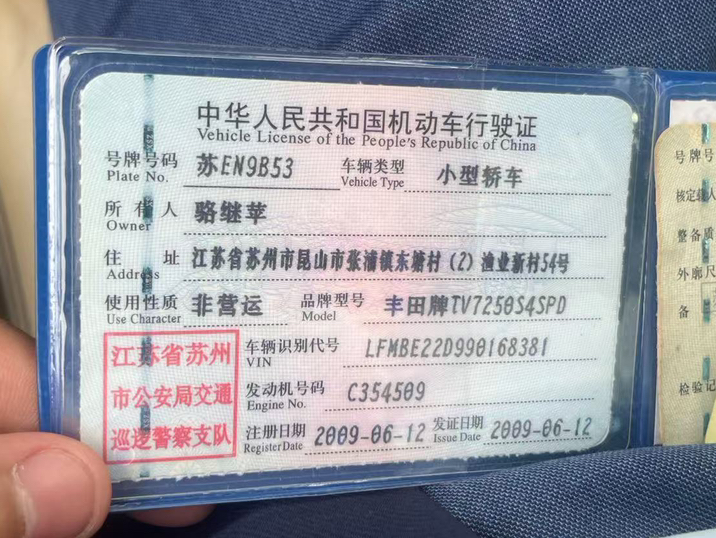 中华人民共和国机动车行驶证
Vehicle License of the People's Republic of China
号牌号码 苏EN9B53 车辆类型 小型轿车
Plate No. Vehicle Type
所有人 骆继苹
Owner
住址 江苏省苏州市昆山市张浦镇东塘村(2)渔业新村54号
Address
使用性质 非营运 品牌型号 丰田牌TV7250S4SPD
Use Character Model
江苏省苏州
市公安局交通
巡逻警察支队
车辆识别代号 LFMBE22D990168381
VIN
发动机号码 C354509
Engine No.
注册日期 2009-06-12 发证日期 2009-06-12
Register Date Issue Date
号牌号
核定载人
整备质
外廓尺
备
检验记